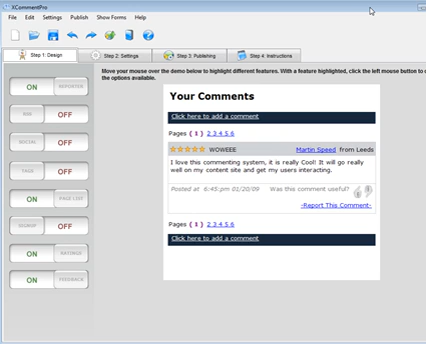 XCommentPro
File Edit Settings Publish Show Forms Help
Step 1: Design Step 2: Settings Step 3: Publishing Step 4: Instructions
Move your mouse over the demo below to highlight different features. With a feature highlighted, click the left mouse button to
the options available.
ON REPORTER
OFF
SOCIAL OFF
TAGS OFF
ON PAGE LIST
SIGNUP OFF
ON RATINGS
ON FEEDBACK
Your Comments
Click here to add a comment
Pages ( 1 ) 2 3 4 5 6
WOWEEE Martin Speed from Leeds
I love this commenting system, it is really Cool! It will go really
well on my content site and get my users interacting.
Posted at 6:45:pm 01/20/09 Was this comment useful?
-Report This Comment-
Pages ( 1 ) 2 3 4 5 6
Click here to add a comment